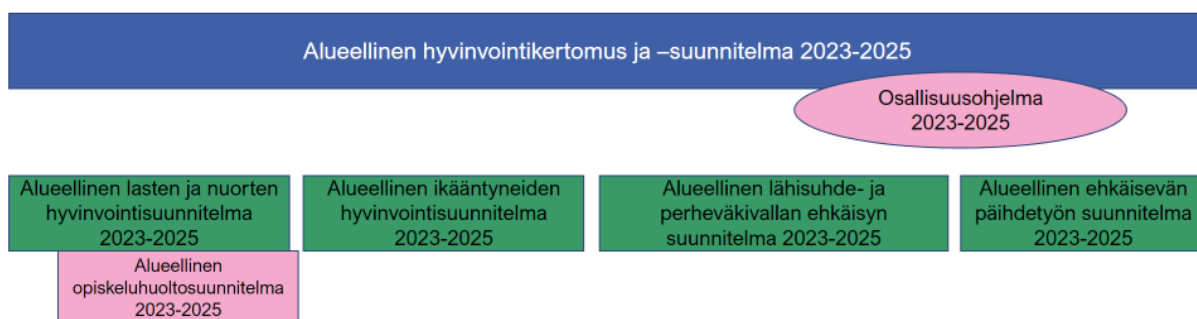 Alueellinen hyvinvointikertomus ja –suunnitelma 2023-2025
Osallisuusohjelma
2023-2025
Alueellinen lasten ja nuorten
hyvinvointisuunnitelma
2023-2025
Alueellinen ikääntyneiden
hyvinvointisuunnitelma
2023-2025
Alueellinen lähisuhde- ja
perheväkivallan ehkäisyn
suunnitelma 2023-2025
Alueellinen ehkäisevän
päihdetyön suunnitelma
2023-2025
Alueellinen
opiskeluhuoltosuunnitelma
2023-2025